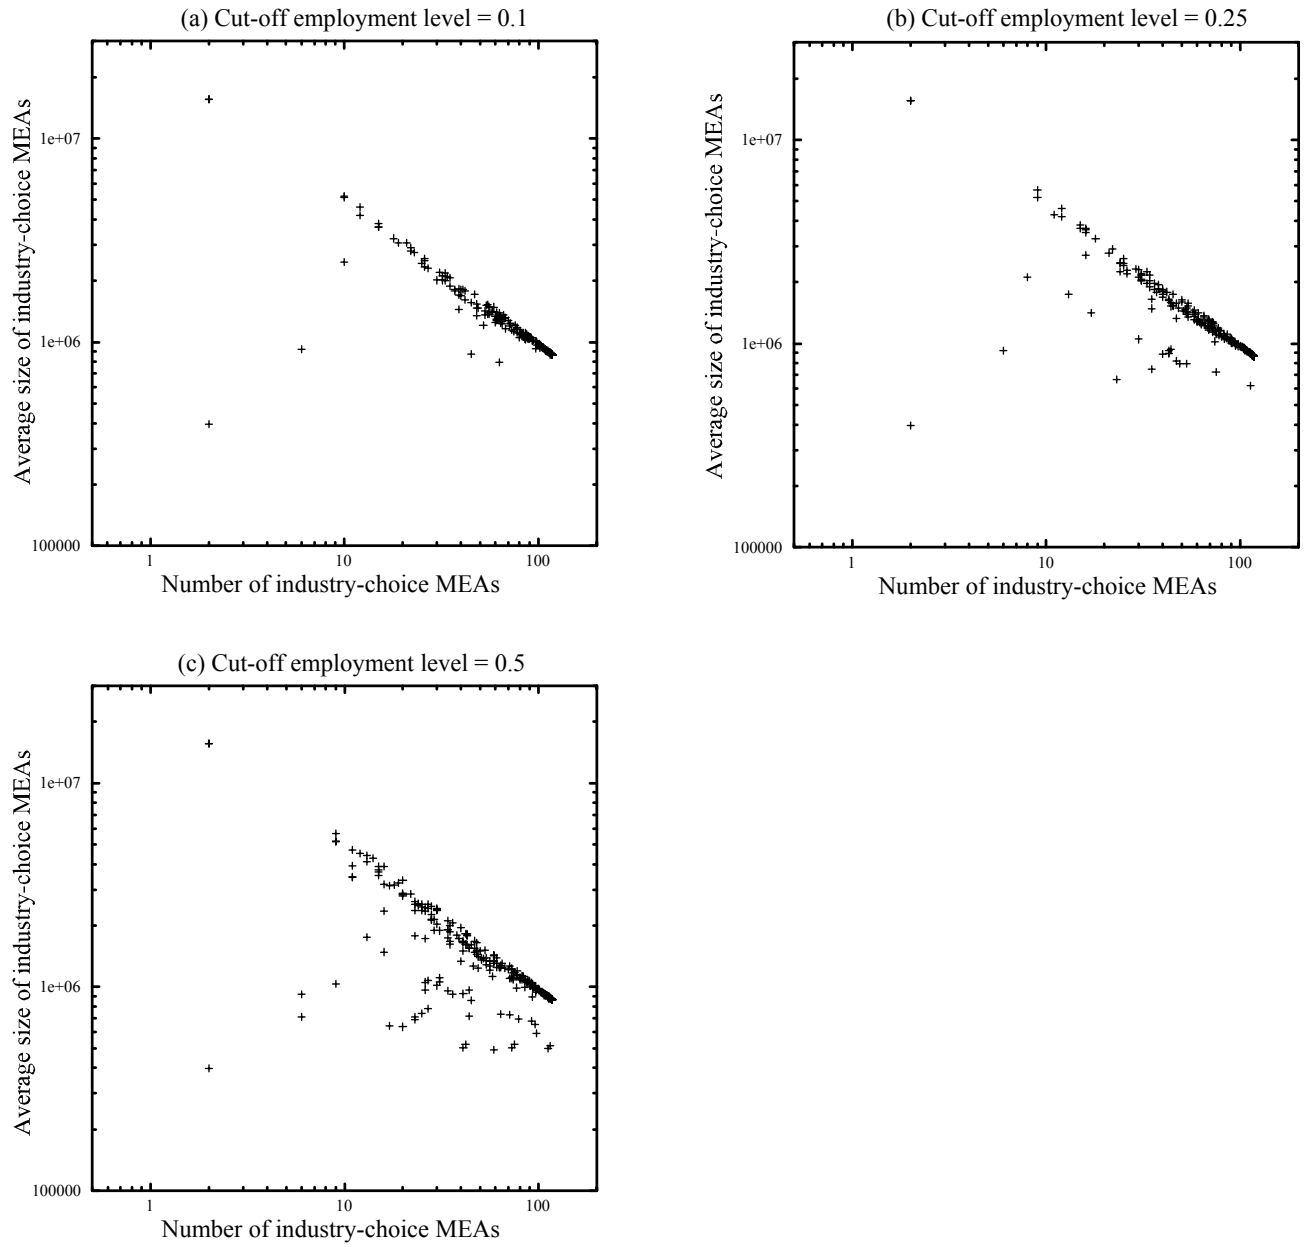 (a) Cut-off employment level = 0.1
Average size of industry-choice MEAs
1e+07
1e+06
100000
1
10
100
Number of industry-choice MEAs
(b) Cut-off employment level = 0.25
Average size of industry-choice MEAs
1e+07
1e+06
100000
1
10
100
Number of industry-choice MEAs
(c) Cut-off employment level = 0.5
Average size of industry-choice MEAs
1e+07
1e+06
100000
1
10
100
Number of industry-choice MEAs